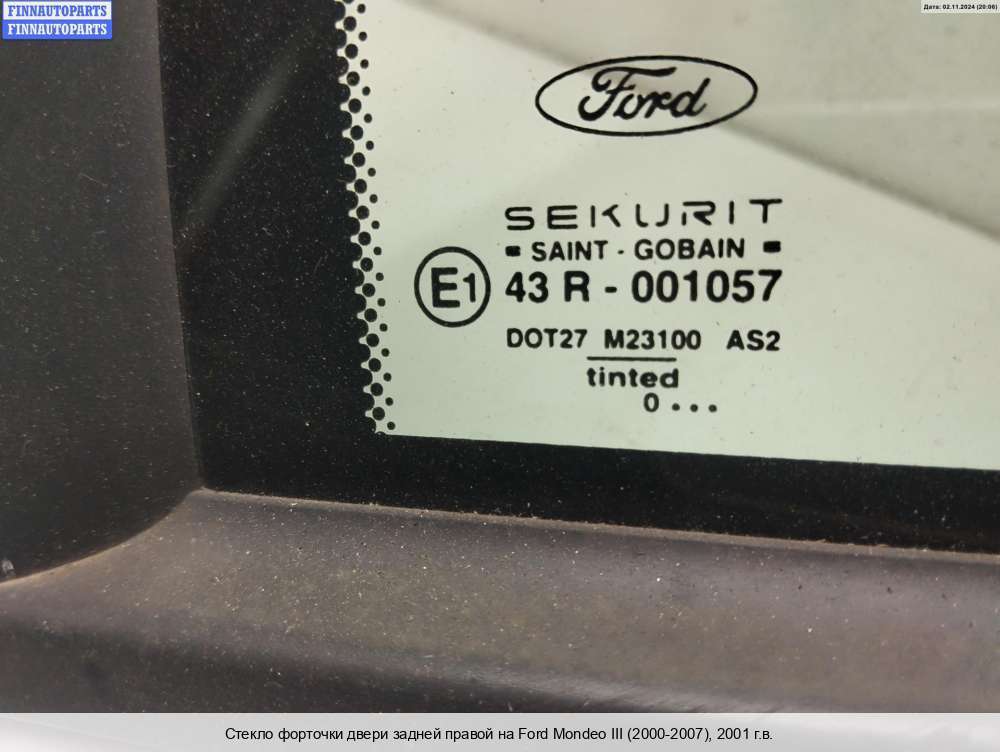 FINNAUTOPARTS
FINNAUTOPARTS
Дата: 02.11.2024 (20:06)
Ford
SEKURIT
SAINT - GOBAIN
E1 43 R - 001057
DOT27 M23100 AS2
tinted
0 ...
Стекло форточки двери задней правой на Ford Mondeo III (2000-2007), 2001 г.в.